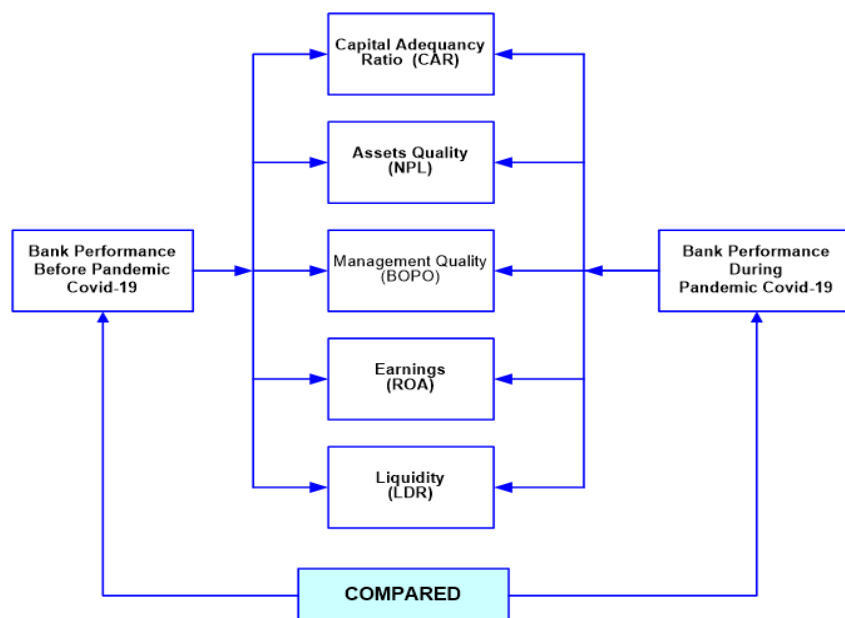 Capital Adequancy
Ratio (CAR)
Assets Quality
(NPL)
Bank Performance
Before Pandemic
Covid-19
Management Quality
(BOPO)
Bank Performance
During
Pandemic Covid-19
Earnings
(ROA)
Liquidity
(LDR)
COMPARED